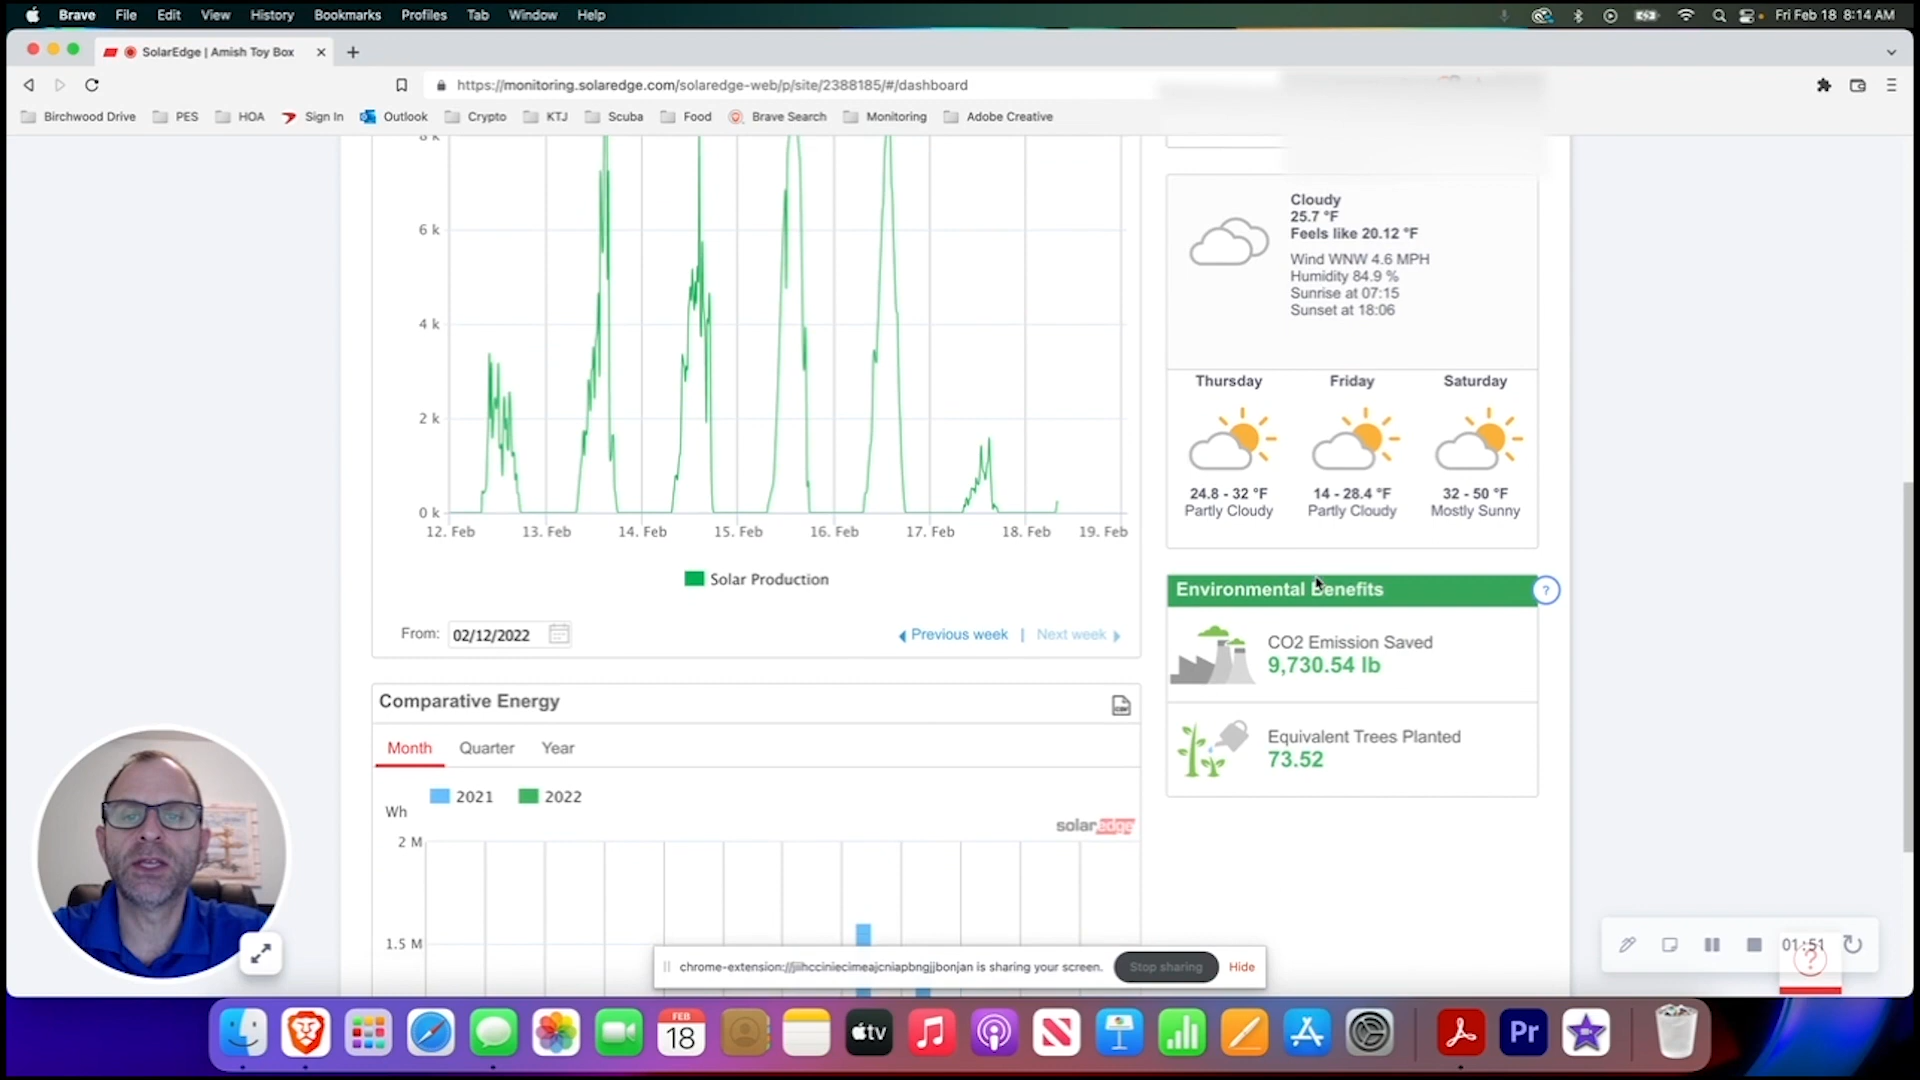 Brave File Edit View History Bookmarks Profiles Tab Window Help
Fri Feb 18 8:14 AM
SolarEdge | Amish Toy Box
https://monitoring.solaredge.com/solaredge-web/p/site/2388185/#/dashboard
Birchwood Drive PES HOA Sign In Outlook Crypto KTJ Scuba Food Brave Search Monitoring Adobe Creative
8 k
6 k
4 k
2 k
0 k
12. Feb 13. Feb 14. Feb 15. Feb 16. Feb 17. Feb 18. Feb 19. Feb
Solar Production
From: 02/12/2022
Previous week | Next week
Comparative Energy
CSV
Month Quarter Year
2021 2022
Wh
solaredge
2 M
1.5 M
Cloudy
25.7 °F
Feels like 20.12 °F
Wind WNW 4.6 MPH
Humidity 84.9 %
Sunrise at 07:15
Sunset at 18:06
Thursday Friday Saturday
24.8 - 32 °F 14 - 28.4 °F 32 - 50 °F
Partly Cloudy Partly Cloudy Mostly Sunny
Environmental Benefits
?
CO2 Emission Saved
9,730.54 lb
Equivalent Trees Planted
73.52
01:51
?
is sharing your screen.
Stop sharing
Hide
FEB
18
tv
Pr